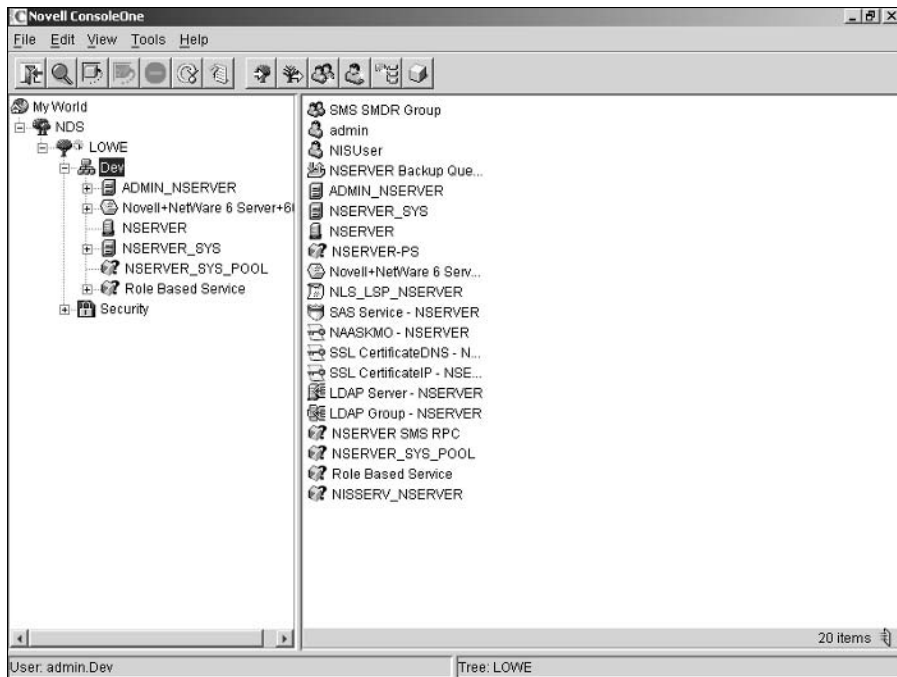 Novell ConsoleOne
File Edit View Tools Help
My World
NDS
LOWE
Dev
ADMIN_NSERVER
Novell+NetWare 6 Server+6
NSERVER
NSERVER_SYS
NSERVER_SYS_POOL
Role Based Service
Security
SMS SMDR Group
admin
NISUser
NSERVER Backup Que...
ADMIN_NSERVER
NSERVER_SYS
NSERVER
NSERVER-PS
Novell+NetWare 6 Serv...
NLS_LSP_NSERVER
SAS Service - NSERVER
NAASKMO - NSERVER
SSL CertificateDNS - N...
SSL CertificateIP - NSE...
LDAP Server - NSERVER
LDAP Group - NSERVER
NSERVER SMS RPC
NSERVER_SYS_POOL
Role Based Service
NISSERV_NSERVER
20 items
User: admin.Dev
Tree: LOWE